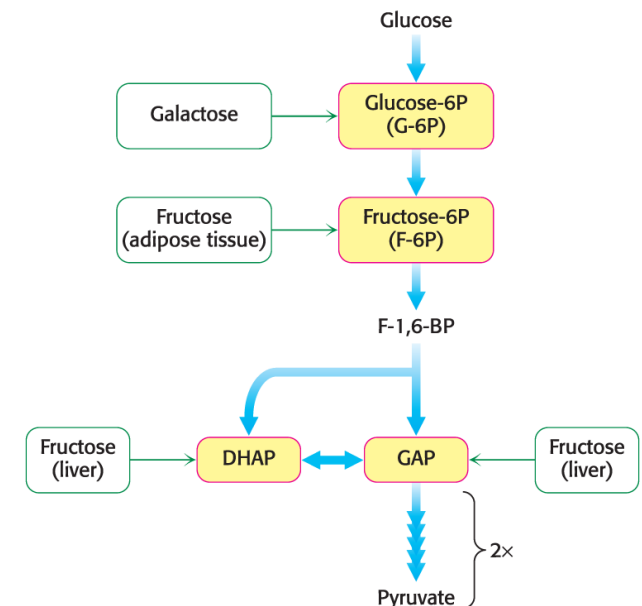 Glucose
Galactose
Glucose-6P
(G-6P)
Fructose
(adipose tissue)
Fructose-6P
(F-6P)
F-1,6-BP
Fructose
(liver)
DHAP
GAP
Fructose
(liver)
2×
Pyruvate